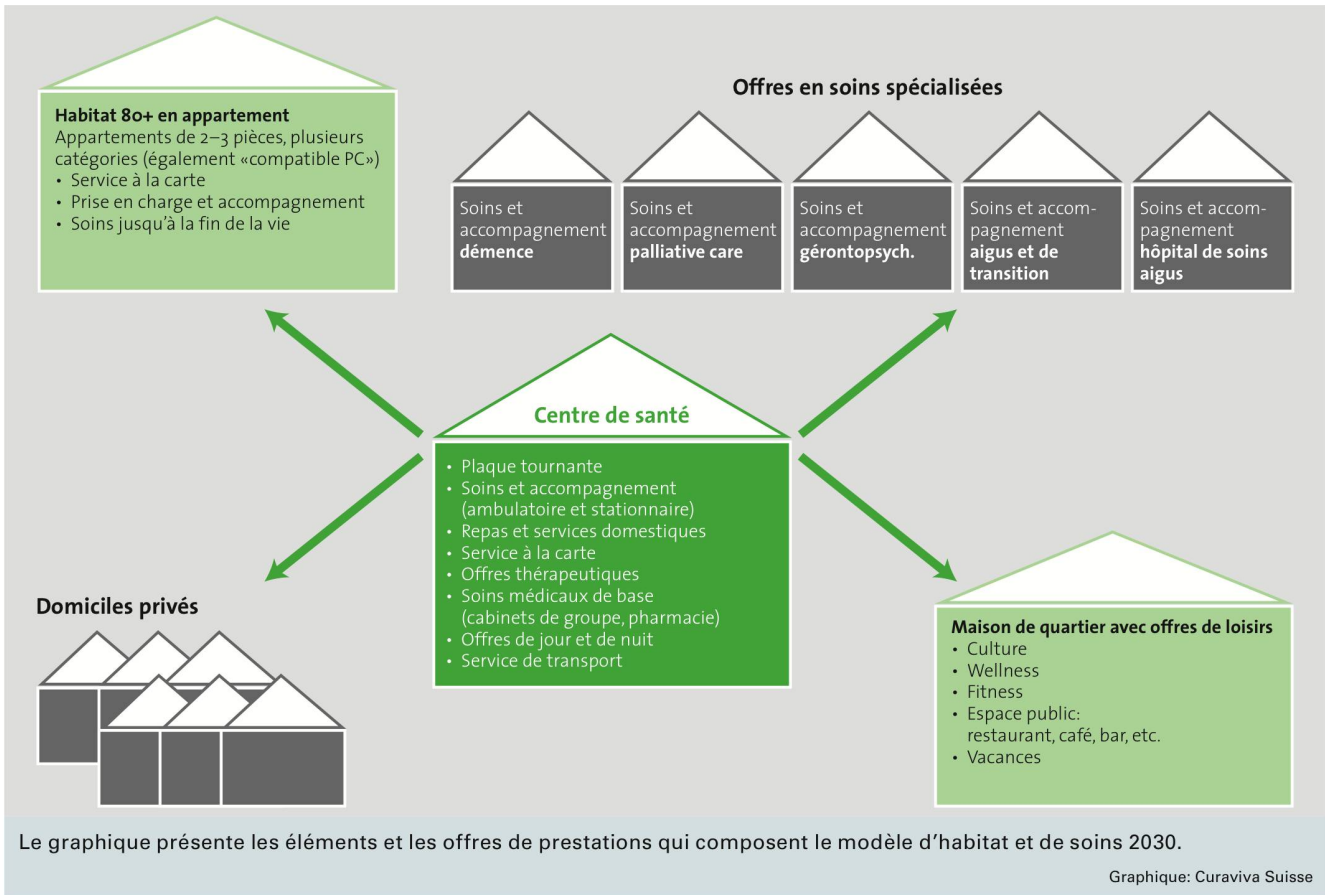 Habitat 80+ en appartement
Appartements de 2–3 pièces, plusieurs
catégories (également «compatible PC»)
• Service à la carte
• Prise en charge et accompagnement
• Soins jusqu'à la fin de la vie
Offres en soins spécialisées
Soins et
accompagnement
démence
Soins et
accompagnement
palliative care
Soins et
accompagnement
gérontopsych.
Soins et accom-
pagnement
aigus et de
transition
Soins et accom-
pagnement
hôpital de soins
aigus
Centre de santé
• Plaque tournante
• Soins et accompagnement
(ambulatoire et stationnaire)
• Repas et services domestiques
• Service à la carte
• Offres thérapeutiques
• Soins médicaux de base
(cabinets de groupe, pharmacie)
• Offres de jour et de nuit
• Service de transport
Domiciles privés
Maison de quartier avec offres de loisirs
• Culture
• Wellness
• Fitness
• Espace public:
restaurant, café, bar, etc.
• Vacances
Le graphique présente les éléments et les offres de prestations qui composent le modèle d'habitat et de soins 2030.
Graphique: Curaviva Suisse